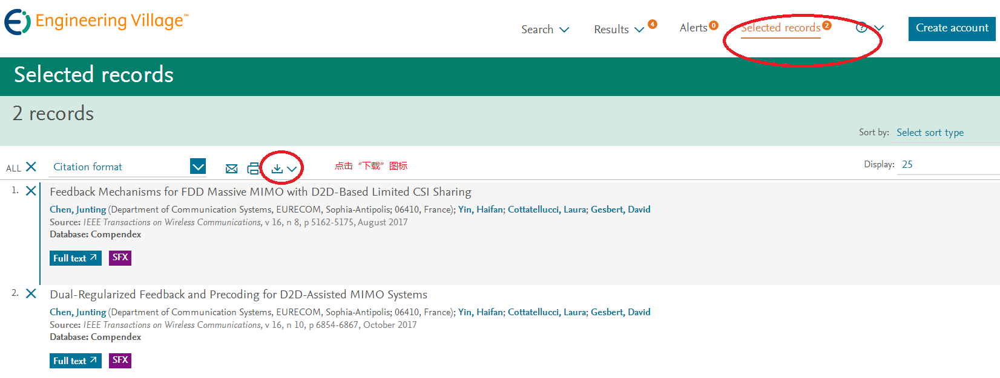 Engineering Village™
Search
Results 4
Alerts 0
Selected records 2
?
Create account
Selected records
2 records
Sort by: Select sort type
ALL
Citation format
点击“下载”图标
Display: 25
1. Feedback Mechanisms for FDD Massive MIMO with D2D-Based Limited CSI Sharing
Chen, Junting (Department of Communication Systems, EURECOM, Sophia-Antipolis; 06410, France); Yin, Haifan; Cottatellucci, Laura; Gesbert, David
Source: IEEE Transactions on Wireless Communications, v 16, n 8, p 5162-5175, August 2017
Database: Compendex
Full text SFX
2. Dual-Regularized Feedback and Precoding for D2D-Assisted MIMO Systems
Chen, Junting (Department of Communication Systems, EURECOM, Sophia-Antipolis; 06410, France); Yin, Haifan; Cottatellucci, Laura; Gesbert, David
Source: IEEE Transactions on Wireless Communications, v 16, n 10, p 6854-6867, October 2017
Database: Compendex
Full text SFX